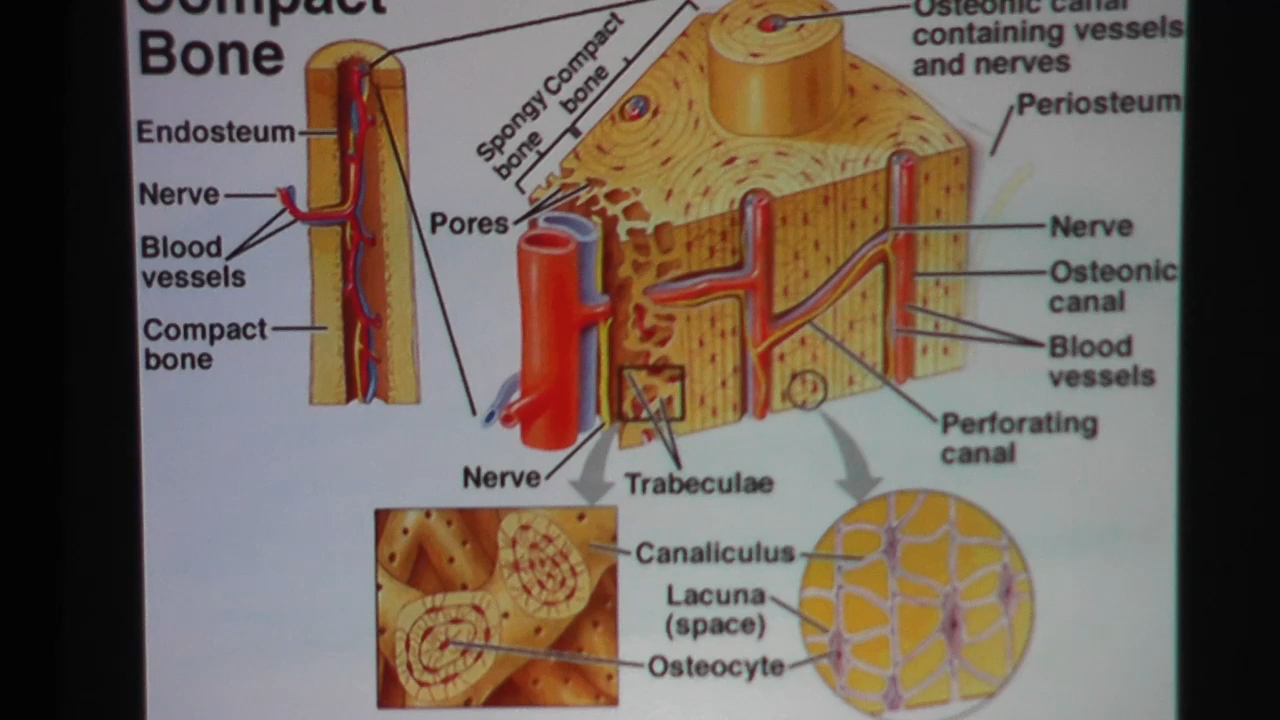 Compact
Bone
Endosteum
Nerve
Blood
vessels
Compact
bone
Spongy Compact
bone bone
Pores
Osteonic canal
containing vessels
and nerves
Periosteum
Nerve
Osteonic
canal
Blood
vessels
Perforating
canal
Nerve
Trabeculae
Canaliculus
Lacuna
(space)
Osteocyte